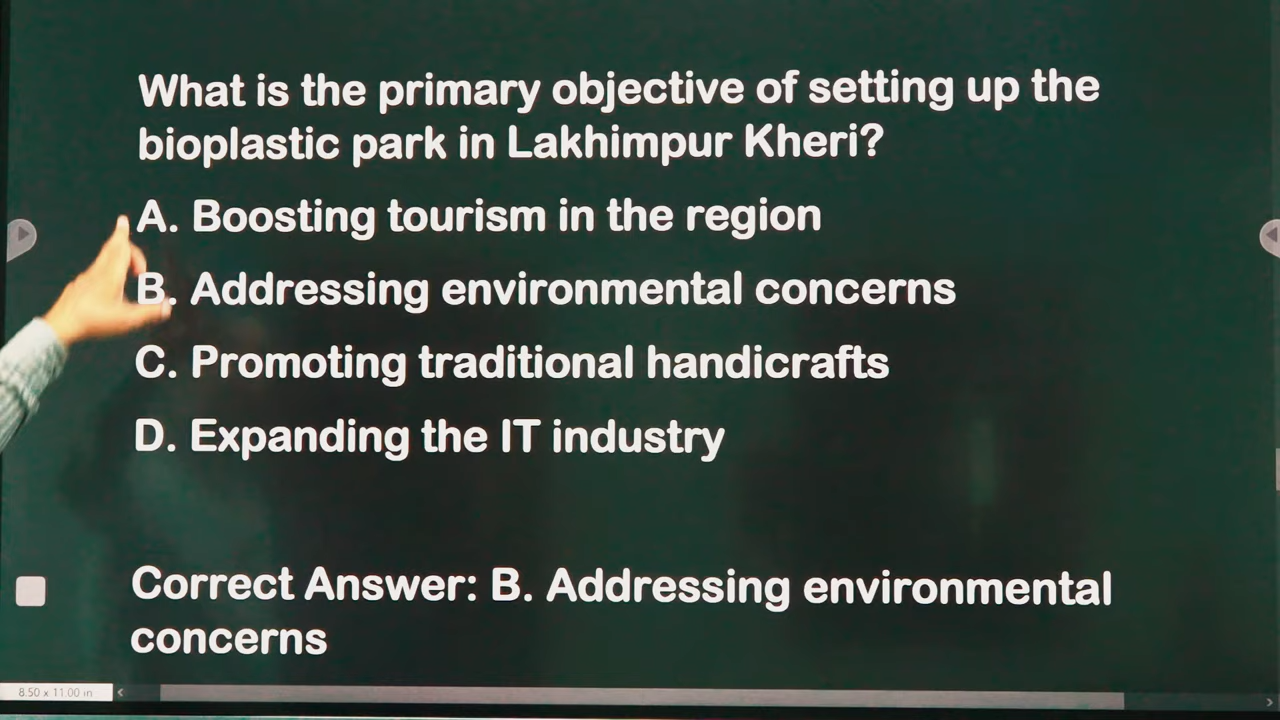 What is the primary objective of setting up the
bioplastic park in Lakhimpur Kheri?
A. Boosting tourism in the region
B. Addressing environmental concerns
C. Promoting traditional handicrafts
D. Expanding the IT industry
Correct Answer: B. Addressing environmental
concerns
8.50 x 11.00 in